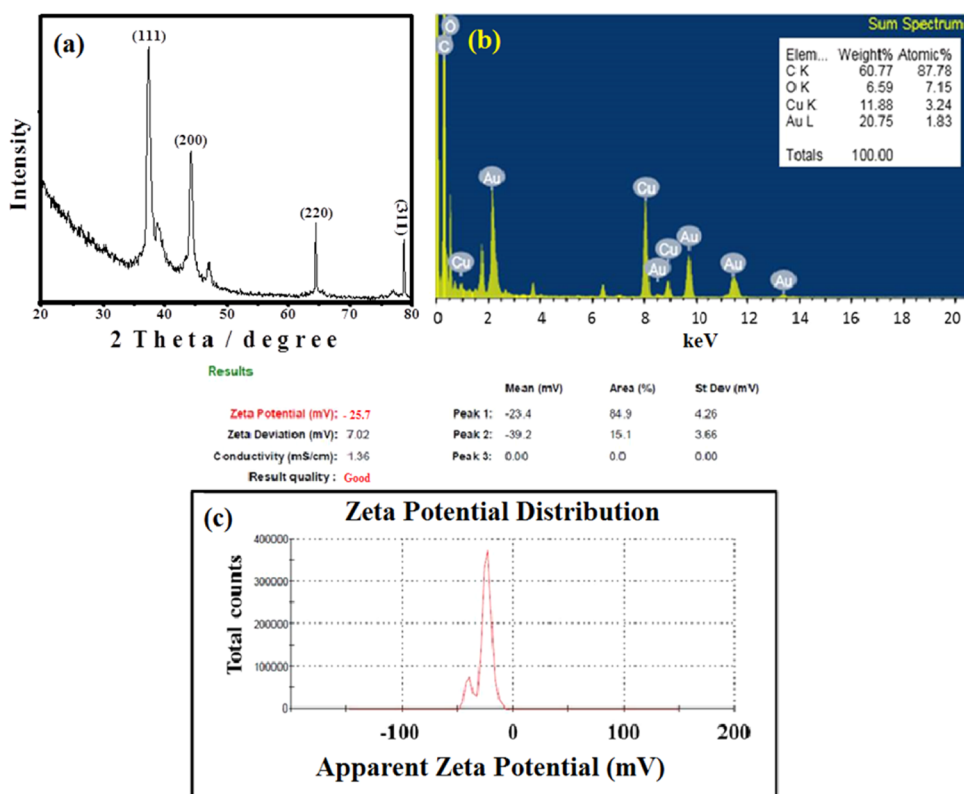 (a)
(111)
(200)
(220)
(311)
Intensity
20 30 40 50 60 70 80
2 Theta / degree
(b)
Sum Spectrum
O
C
Cu
Au
Cu
Au
Cu
Au
Au
Au
Elem... Weight% Atomic%
C K 60.77 87.78
O K 6.59 7.15
Cu K 11.88 3.24
Au L 20.75 1.83
Totals 100.00
0 2 4 6 8 10 12 14 16 18 20
keV
Results
Mean (mV) Area (%) St Dev (mV)
Zeta Potential (mV): - 25.7 Peak 1: -23.4 84.9 4.26
Zeta Deviation (mV): 7.02 Peak 2: -39.2 15.1 3.66
Conductivity (mS/cm): 1.36 Peak 3: 0.00 0.0 0.00
Result quality : Good
(c)
Zeta Potential Distribution
Total counts
400000
300000
200000
100000
0
-100 0 100 200
Apparent Zeta Potential (mV)